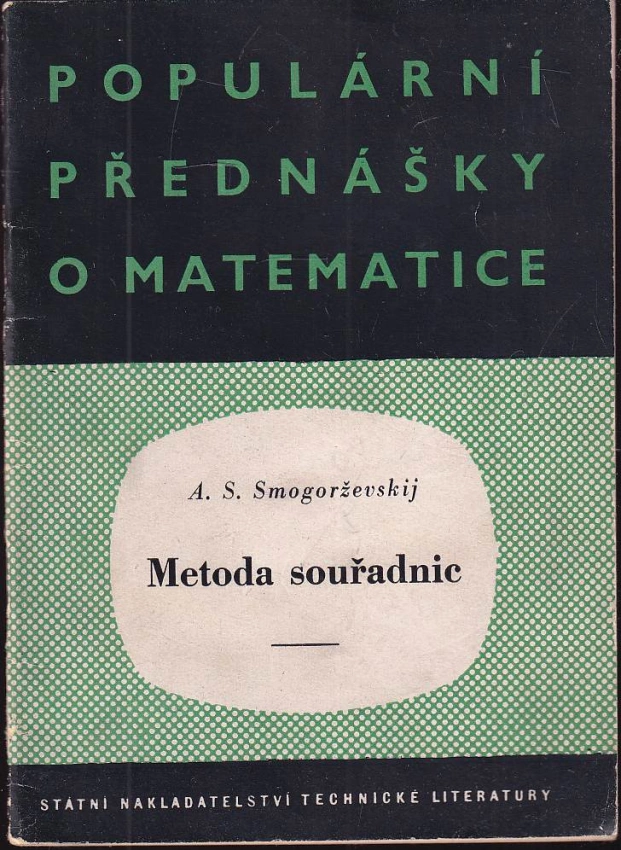 POPULÁRNÍ
PŘEDNÁŠKY
O MATEMATICE
A. S. Smogorževskij
Metoda souřadnic
STÁTNÍ NAKLADATELSTVÍ TECHNICKÉ LITERATURY